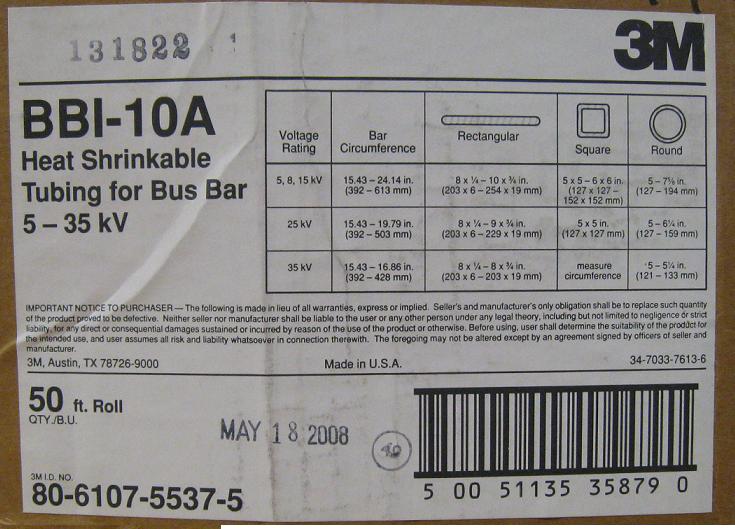 131822
3M
BBI-10A
Heat Shrinkable
Tubing for Bus Bar
5 – 35 kV
Voltage Rating | Bar Circumference | Rectangular | Square | Round
5, 8, 15 kV | 15.43 – 24.14 in. (392 – 613 mm) | 8 x ¼ – 10 x ¾ in. (203 x 6 – 254 x 19 mm) | 5 x 5 – 6 x 6 in. (127 x 127 – 152 x 152 mm) | 5 – 7⅝ in. (127 – 194 mm)
25 kV | 15.43 – 19.79 in. (392 – 503 mm) | 8 x ¼ – 9 x ¾ in. (203 x 6 – 229 x 19 mm) | 5 x 5 in. (127 x 127 mm) | 5 – 6¼ in. (127 – 159 mm)
35 kV | 15.43 – 16.86 in. (392 – 428 mm) | 8 x ¼ – 8 x ¾ in. (203 x 6 – 203 x 19 mm) | measure circumference | 5 – 5¼ in. (121 – 133 mm)
IMPORTANT NOTICE TO PURCHASER — The following is made in lieu of all warranties, express or implied. Seller's and manufacturer's only obligation shall be to replace such quantity
of the product proved to be defective. Neither seller nor manufacturer shall be liable to the user or any other person under any legal theory, including but not limited to negligence or strict
liability, for any direct or consequential damages sustained or incurred by reason of the use of the product or otherwise. Before using, user shall determine the suitability of the product for
the intended use, and user assumes all risk and liability whatsoever in connection therewith. The foregoing may not be altered except by an agreement signed by officers of seller and
manufacturer.
3M, Austin, TX 78726-9000 Made in U.S.A. 34-7033-7613-6
50 ft. Roll
QTY./B.U.
MAY 18 2008
3M I.D. NO.
80-6107-5537-5
5 00 51135 35879 0